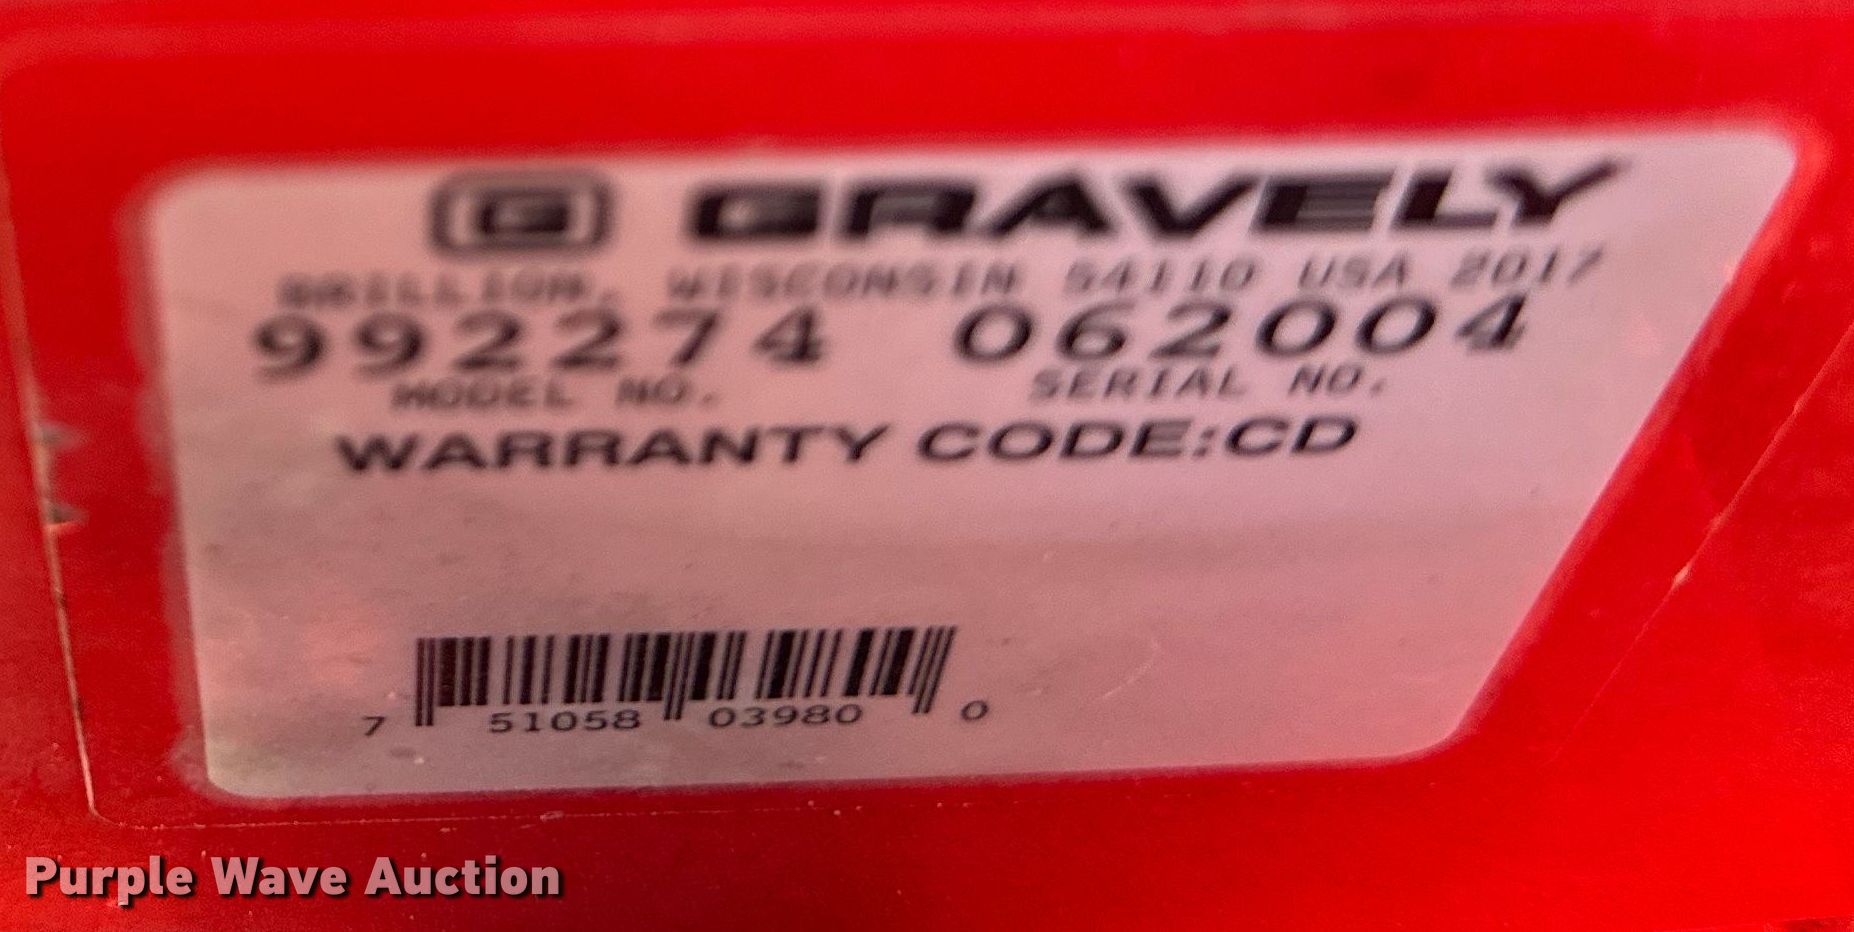 G GRAVELY
BRILLION, WISCONSIN 54110 USA 2017
992274 062004
MODEL NO. SERIAL NO.
WARRANTY CODE:CD
7 51058 03980 0
Purple Wave Auction